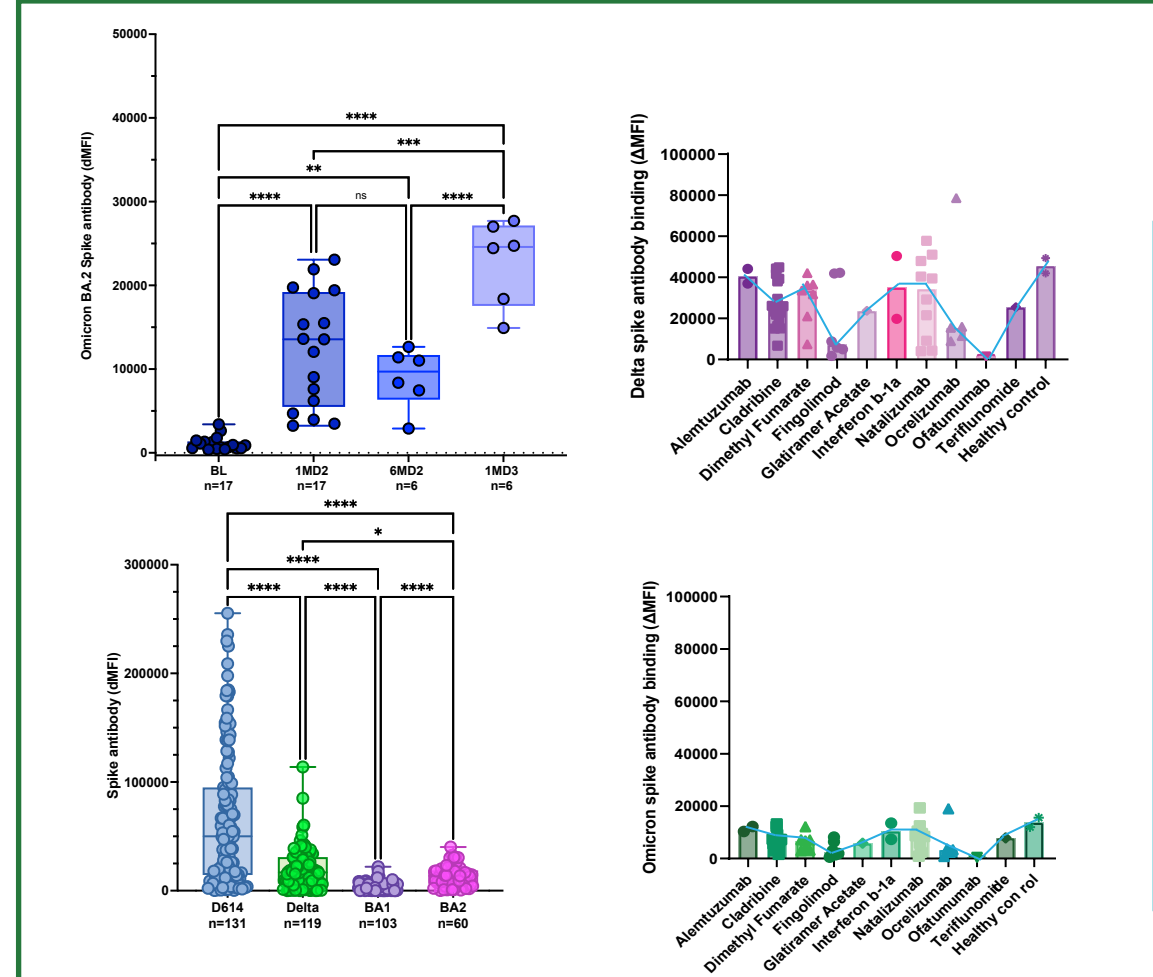 Omicron BA.2 Spike antibody (dMFI)
50000
40000
30000
20000
10000
0
****
***
**
****
ns
****
BL
n=17
1MD2
n=17
6MD2
n=6
1MD3
n=6
Delta spike antibody binding (ΔMFI)
100000
80000
60000
40000
20000
0
Alemtuzumab
Cladribine
Dimethyl Fumarate
Fingolimod
Glatiramer Acetate
Interferon b-1a
Natalizumab
Ocrelizumab
Ofatumumab
Teriflunomide
Healthy control
Spike antibody (dMFI)
300000
200000
100000
0
****
*
****
****
****
****
D614
n=131
Delta
n=119
BA1
n=103
BA2
n=60
Omicron spike antibody binding (ΔMFI)
100000
80000
60000
40000
20000
0
Alemtuzumab
Cladribine
Dimethyl Fumarate
Fingolimod
Glatiramer Acetate
Interferon b-1a
Natalizumab
Ocrelizumab
Ofatumumab
Teriflunomide
Healthy con rol